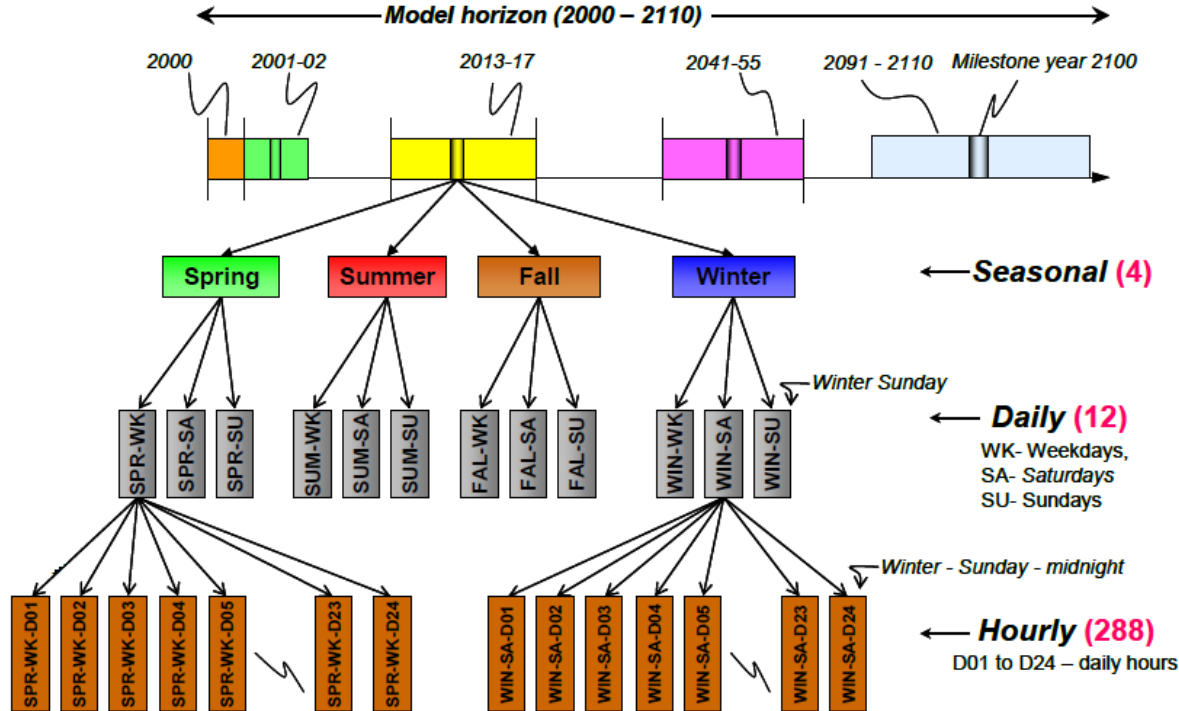 Model horizon (2000 – 2110)
2000
2001-02
2013-17
2041-55
2091 - 2110
Milestone year 2100
Spring
Summer
Fall
Winter
Seasonal (4)
Winter Sunday
SPR-WK
SPR-SA
SPR-SU
SUM-WK
SUM-SA
SUM-SU
FAL-WK
FAL-SA
FAL-SU
WIN-WK
WIN-SA
WIN-SU
Daily (12)
WK- Weekdays,
SA- Saturdays
SU- Sundays
Winter - Sunday - midnight
SPR-WK-D01
SPR-WK-D02
SPR-WK-D03
SPR-WK-D04
SPR-WK-D05
SPR-WK-D23
SPR-WK-D24
WIN-SA-D01
WIN-SA-D02
WIN-SA-D03
WIN-SA-D04
WIN-SA-D05
WIN-SA-D23
WIN-SA-D24
Hourly (288)
D01 to D24 – daily hours